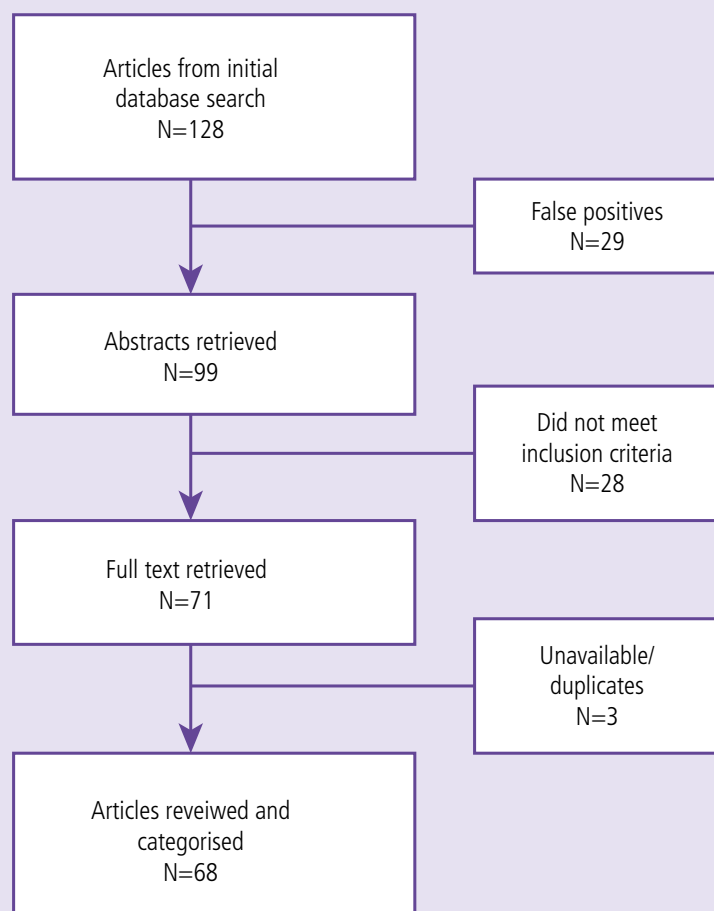 Articles from initial
database search
N=128
False positives
N=29
Abstracts retrieved
N=99
Did not meet
inclusion criteria
N=28
Full text retrieved
N=71
Unavailable/
duplicates
N=3
Articles reveiwed and
categorised
N=68